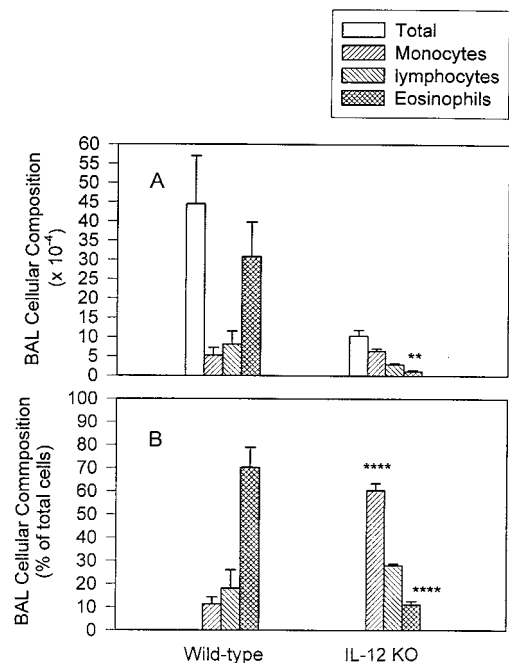 Total
Monocytes
lymphocytes
Eosinophils
A
BAL Cellular Composition
(x 10⁻⁴)
60
55
50
45
40
35
30
25
20
15
10
5
0
**
B
BAL Cellular Commposition
(% of total cells)
100
90
80
70
60
50
40
30
20
10
0
****
****
Wild-type
IL-12 KO